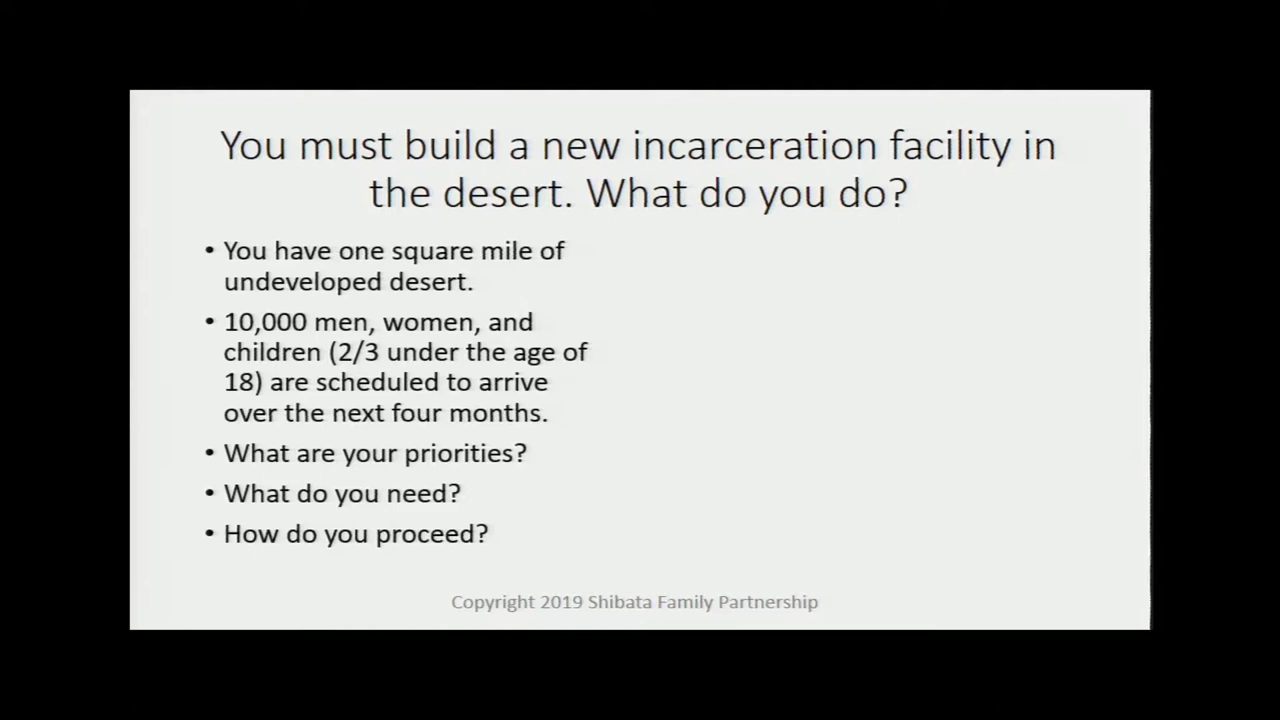 You must build a new incarceration facility in
the desert. What do you do?
• You have one square mile of
undeveloped desert.
• 10,000 men, women, and
children (2/3 under the age of
18) are scheduled to arrive
over the next four months.
• What are your priorities?
• What do you need?
• How do you proceed?
Copyright 2019 Shibata Family Partnership